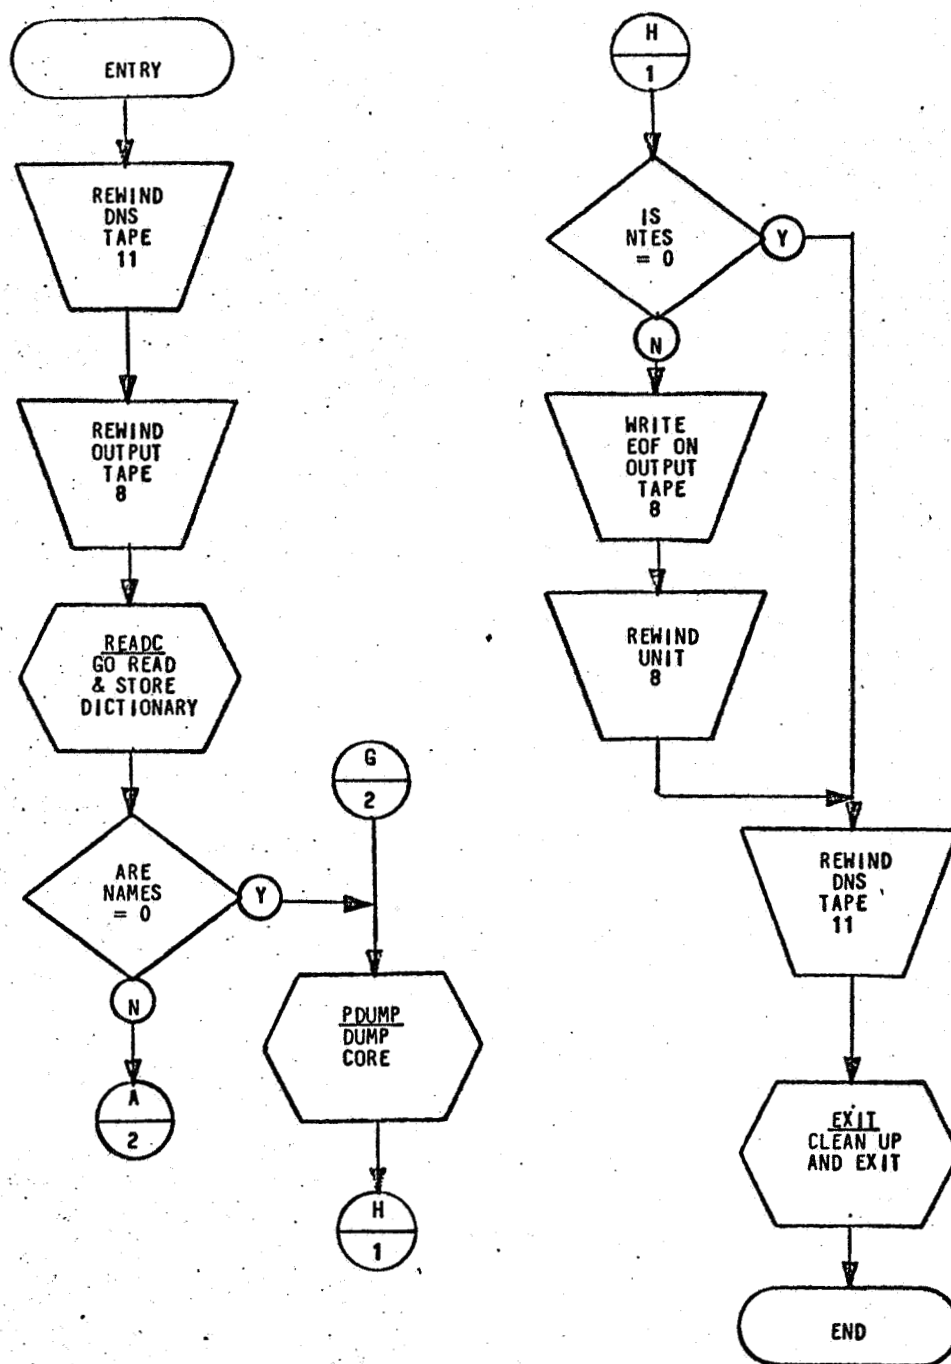 ENTRY
REWIND
DNS
TAPE
11
REWIND
OUTPUT
TAPE
8
READC
GO READ
& STORE
DICTIONARY
ARE
NAMES
= 0
Y
N
A
2
G
2
PDUMP
DUMP
CORE
H
1
H
1
IS
NTES
= 0
Y
N
WRITE
EOF ON
OUTPUT
TAPE
8
REWIND
UNIT
8
REWIND
DNS
TAPE
11
EXIT
CLEAN UP
AND EXIT
END